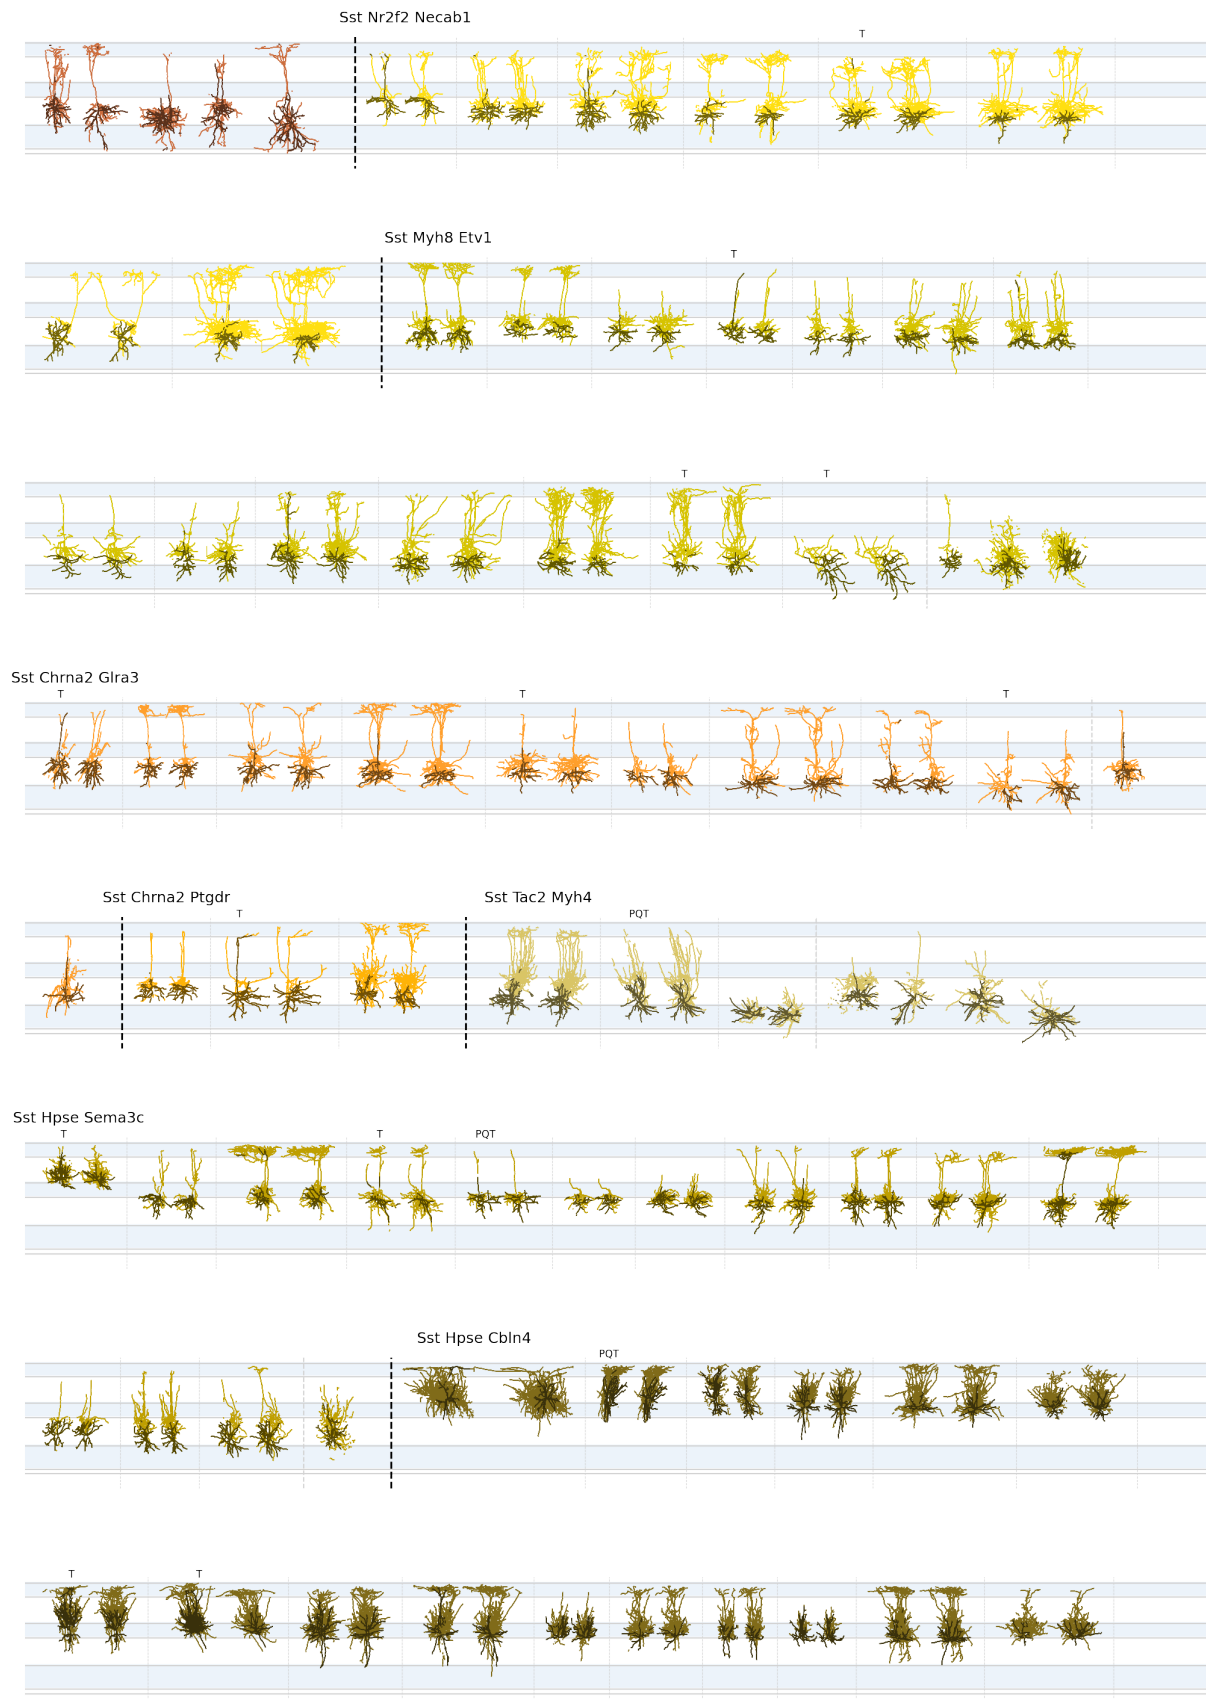 Sst Nr2f2 Necab1
T
Sst Myh8 Etv1
T
T T
Sst Chrna2 Glra3
T T T
Sst Chrna2 Ptgdr Sst Tac2 Myh4
T PQT
Sst Hpse Sema3c
T T PQT
Sst Hpse Cbln4
PQT
T T